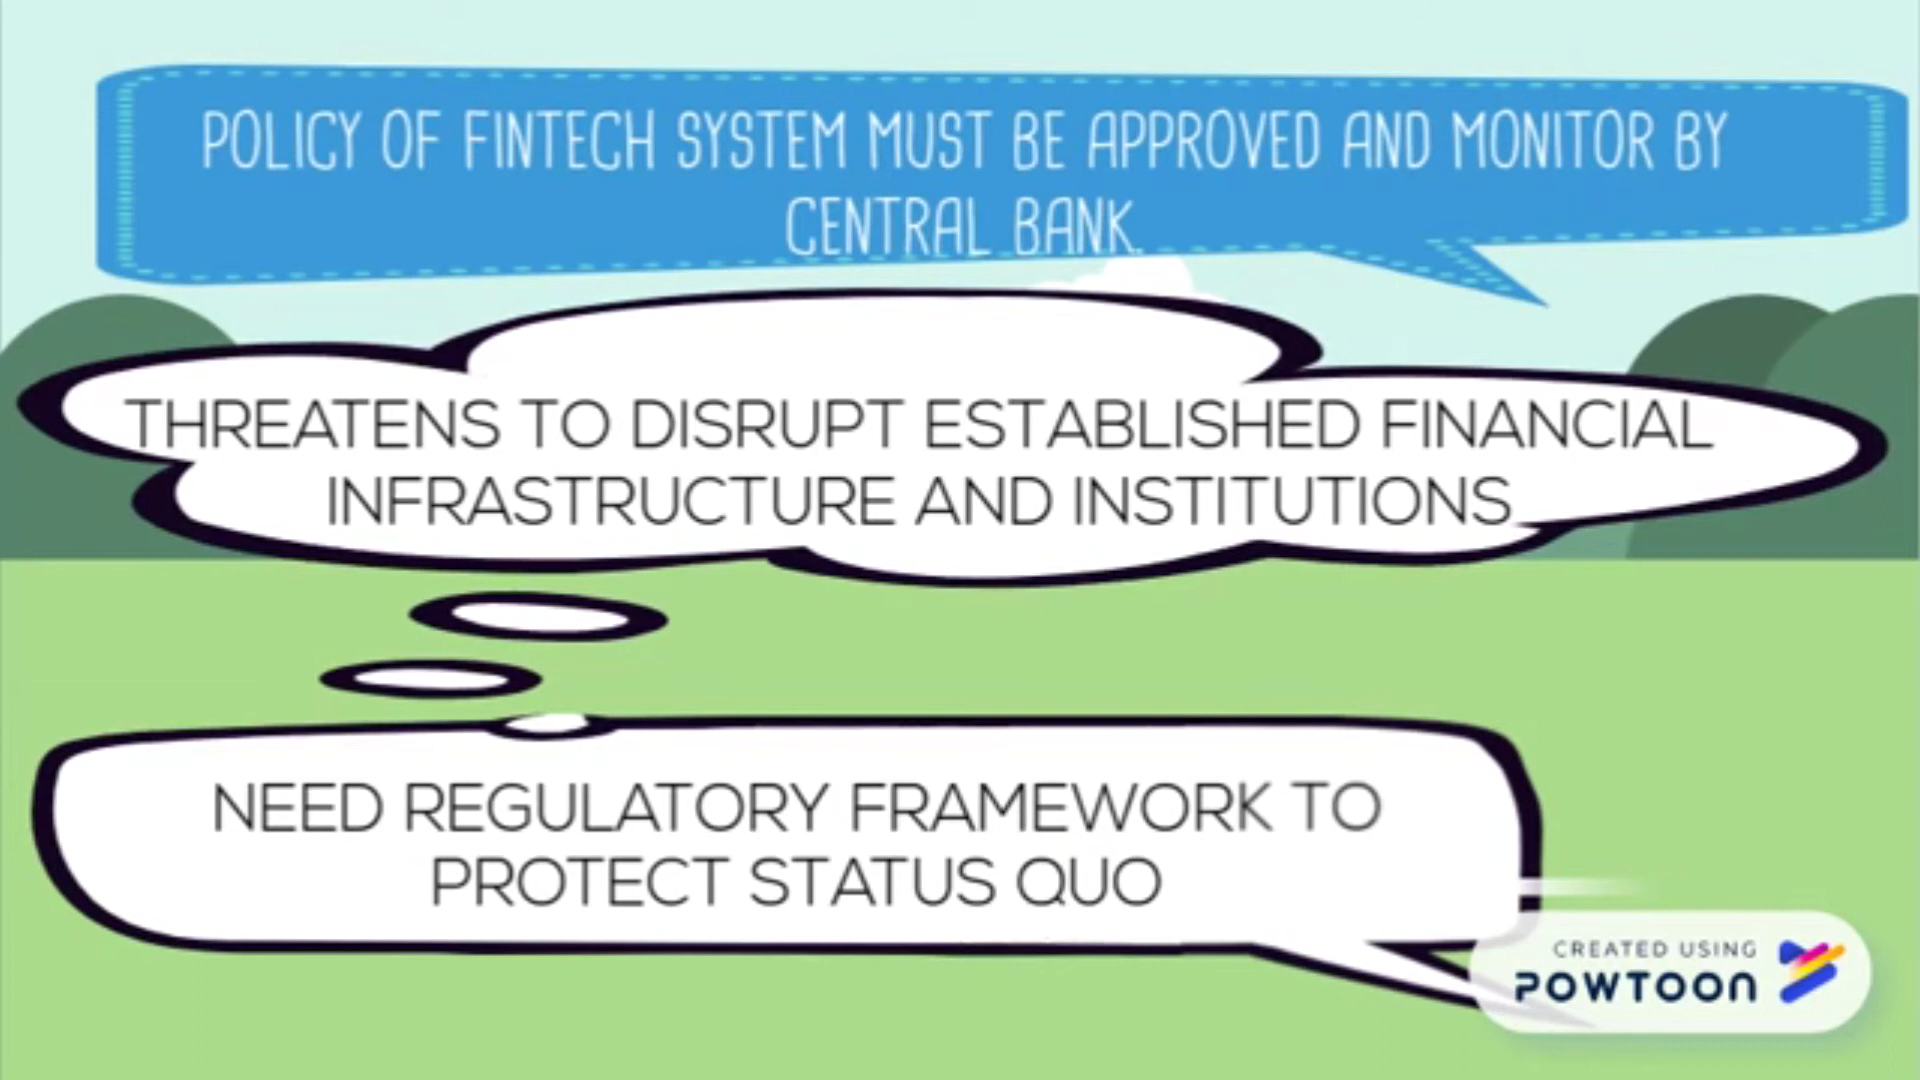 POLICY OF FINTECH SYSTEM MUST BE APPROVED AND MONITOR BY
CENTRAL BANK.
THREATENS TO DISRUPT ESTABLISHED FINANCIAL
INFRASTRUCTURE AND INSTITUTIONS
NEED REGULATORY FRAMEWORK TO
PROTECT STATUS QUO
CREATED USING
POWTOON